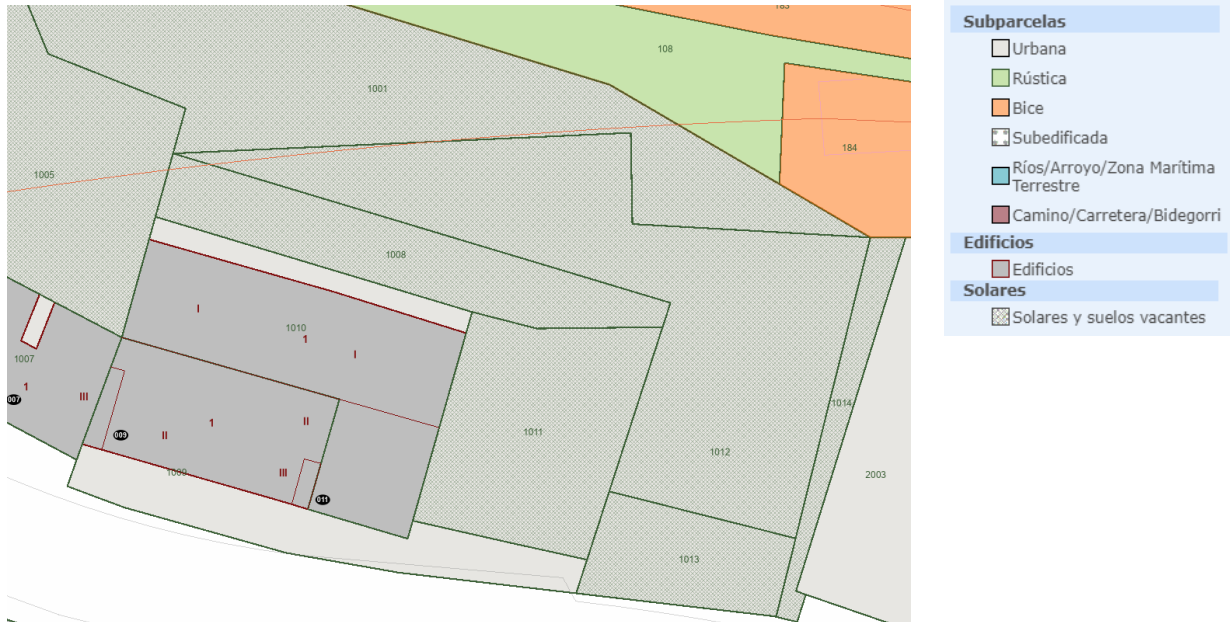 183
108
1001
184
1005
1008
I
1010
1
I
1007
1
III
007
II
1
II
1011
009
II
1014
1012
III
1009
2003
011
1013
Subparcelas
Urbana
Rústica
Bice
Subedificada
Ríos/Arroyo/Zona Marítima
Terrestre
Camino/Carretera/Bidegorri
Edificios
Edificios
Solares
Solares y suelos vacantes